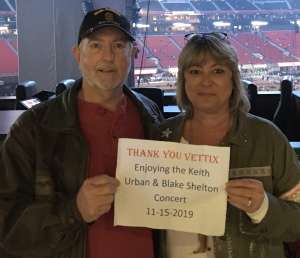 THANK YOU VETTIX
Enjoying the Keith
Urban & Blake Shelton
Concert
11-15-2019